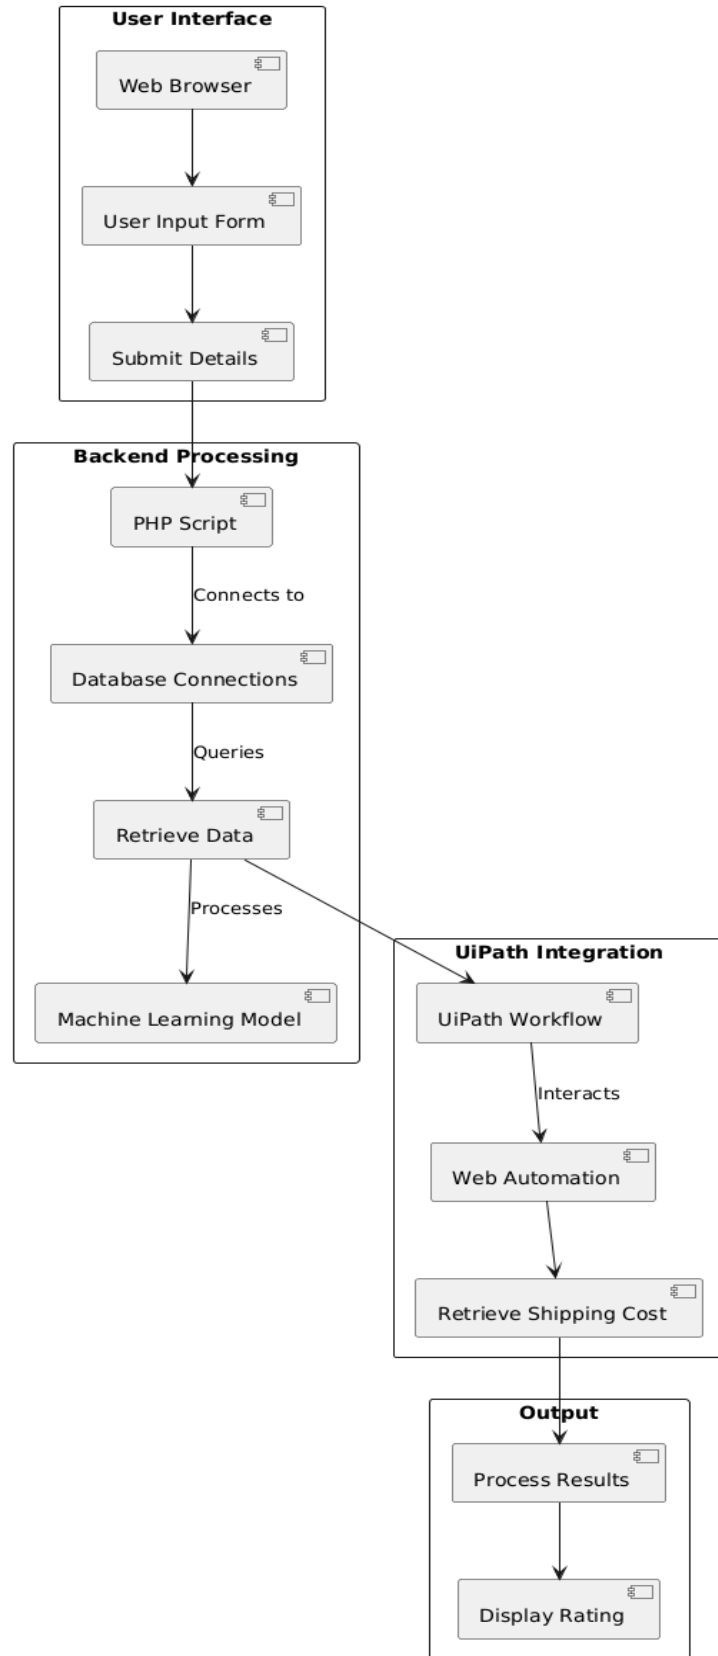 User Interface
Web Browser
User Input Form
Submit Details
Backend Processing
PHP Script
Connects to
Database Connections
Queries
Retrieve Data
Processes
Machine Learning Model
UiPath Integration
UiPath Workflow
Interacts
Web Automation
Retrieve Shipping Cost
Output
Process Results
Display Rating